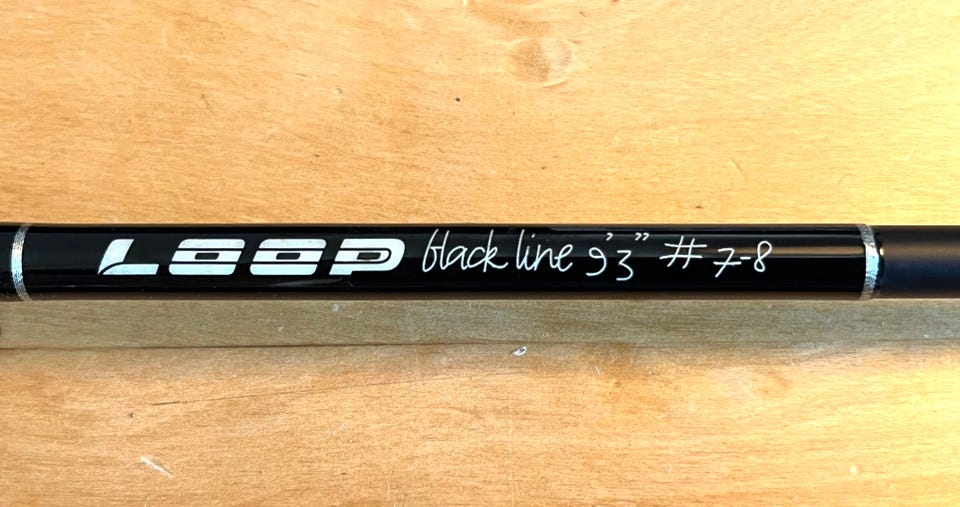 LOOP black line 9'3" # 7-8